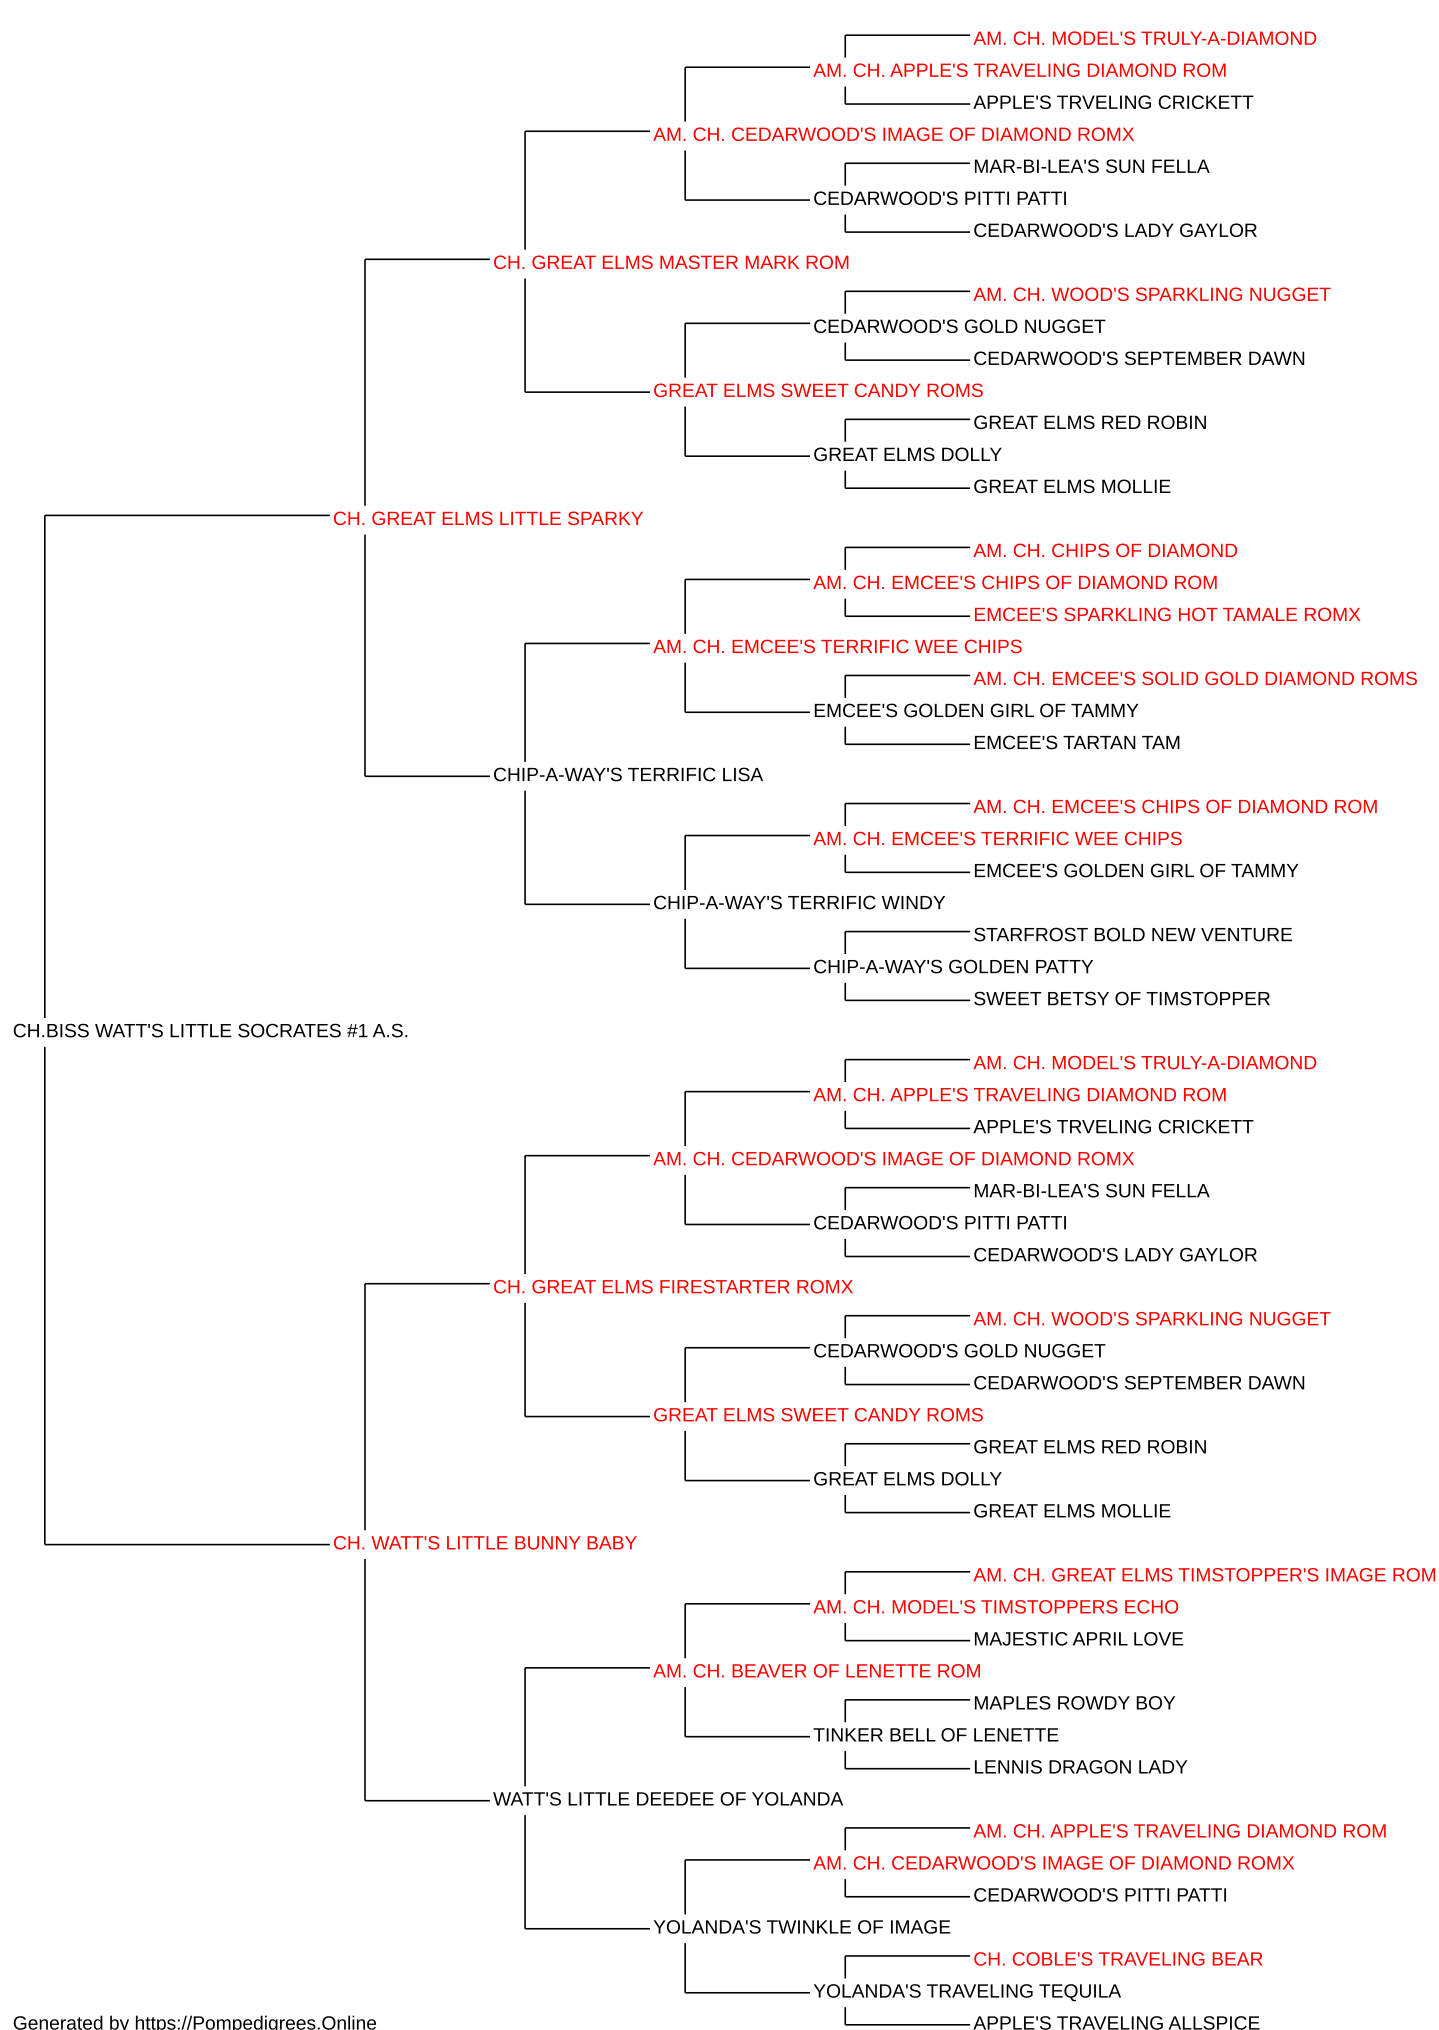 AM. CH. MODEL'S TRULY-A-DIAMOND
AM. CH. APPLE'S TRAVELING DIAMOND ROM
APPLE'S TRVELING CRICKETT
AM. CH. CEDARWOOD'S IMAGE OF DIAMOND ROMX
MAR-BI-LEA'S SUN FELLA
CEDARWOOD'S PITTI PATTI
CEDARWOOD'S LADY GAYLOR
CH. GREAT ELMS MASTER MARK ROM
AM. CH. WOOD'S SPARKLING NUGGET
CEDARWOOD'S GOLD NUGGET
CEDARWOOD'S SEPTEMBER DAWN
GREAT ELMS SWEET CANDY ROMS
GREAT ELMS RED ROBIN
GREAT ELMS DOLLY
GREAT ELMS MOLLIE
CH. GREAT ELMS LITTLE SPARKY
AM. CH. CHIPS OF DIAMOND
AM. CH. EMCEE'S CHIPS OF DIAMOND ROM
EMCEE'S SPARKLING HOT TAMALE ROMX
AM. CH. EMCEE'S TERRIFIC WEE CHIPS
AM. CH. EMCEE'S SOLID GOLD DIAMOND ROMS
EMCEE'S GOLDEN GIRL OF TAMMY
EMCEE'S TARTAN TAM
CHIP-A-WAY'S TERRIFIC LISA
AM. CH. EMCEE'S CHIPS OF DIAMOND ROM
AM. CH. EMCEE'S TERRIFIC WEE CHIPS
EMCEE'S GOLDEN GIRL OF TAMMY
CHIP-A-WAY'S TERRIFIC WINDY
STARFROST BOLD NEW VENTURE
CHIP-A-WAY'S GOLDEN PATTY
SWEET BETSY OF TIMSTOPPER
CH.BISS WATT'S LITTLE SOCRATES #1 A.S.
AM. CH. MODEL'S TRULY-A-DIAMOND
AM. CH. APPLE'S TRAVELING DIAMOND ROM
APPLE'S TRVELING CRICKETT
AM. CH. CEDARWOOD'S IMAGE OF DIAMOND ROMX
MAR-BI-LEA'S SUN FELLA
CEDARWOOD'S PITTI PATTI
CEDARWOOD'S LADY GAYLOR
CH. GREAT ELMS FIRESTARTER ROMX
AM. CH. WOOD'S SPARKLING NUGGET
CEDARWOOD'S GOLD NUGGET
CEDARWOOD'S SEPTEMBER DAWN
GREAT ELMS SWEET CANDY ROMS
GREAT ELMS RED ROBIN
GREAT ELMS DOLLY
GREAT ELMS MOLLIE
CH. WATT'S LITTLE BUNNY BABY
AM. CH. GREAT ELMS TIMSTOPPER'S IMAGE ROM
AM. CH. MODEL'S TIMSTOPPERS ECHO
MAJESTIC APRIL LOVE
AM. CH. BEAVER OF LENETTE ROM
MAPLES ROWDY BOY
TINKER BELL OF LENETTE
LENNIS DRAGON LADY
WATT'S LITTLE DEEDEE OF YOLANDA
AM. CH. APPLE'S TRAVELING DIAMOND ROM
AM. CH. CEDARWOOD'S IMAGE OF DIAMOND ROMX
CEDARWOOD'S PITTI PATTI
YOLANDA'S TWINKLE OF IMAGE
CH. COBLE'S TRAVELING BEAR
YOLANDA'S TRAVELING TEQUILA
APPLE'S TRAVELING ALLSPICE
Generated by https://Pompedigrees.Online